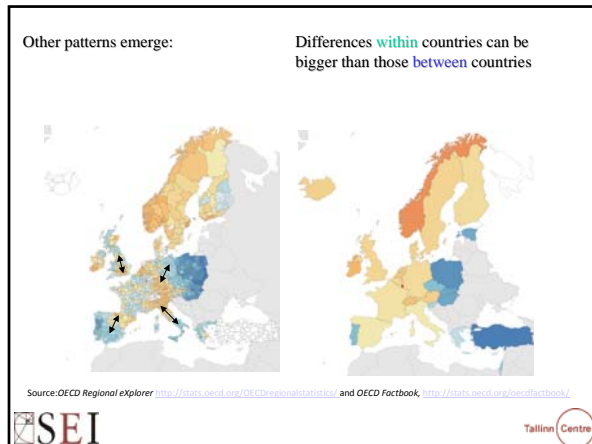 Other patterns emerge:
Differences within countries can be
bigger than those between countries
Source:OECD Regional eXplorer http://stats.oecd.org/OECDregionalstatistics/ and OECD Factbook, http://stats.oecd.org/oecdfactbook/
SEI
Tallinn Centre